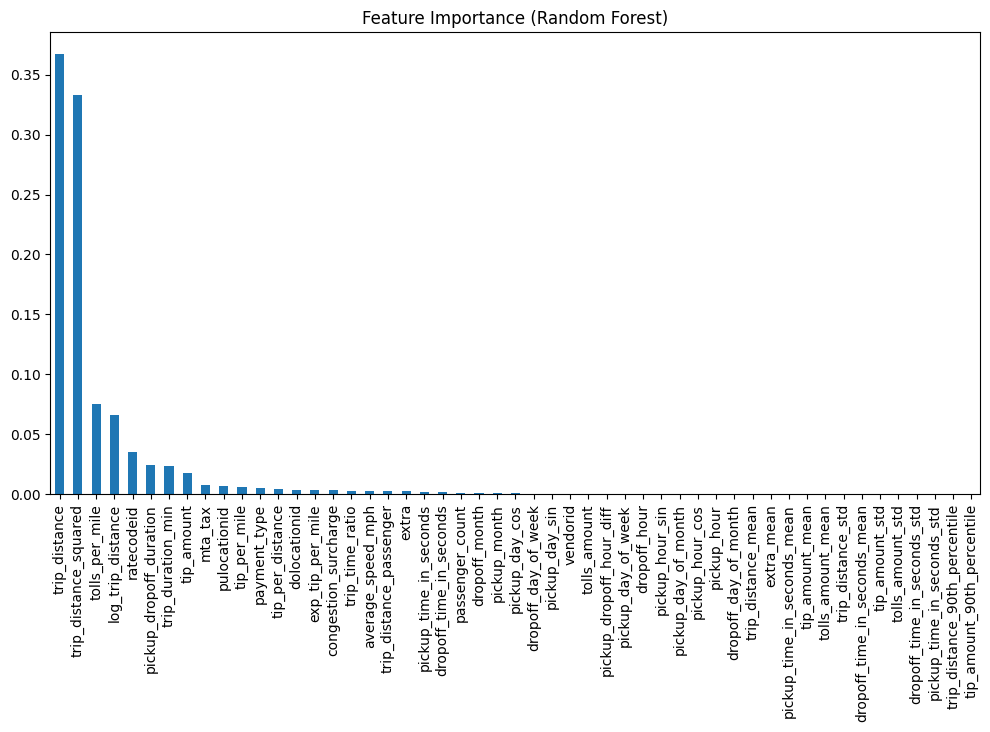 Feature Importance (Random Forest)
0.35
0.30
0.25
0.20
0.15
0.10
0.05
0.00
trip_distance
trip_distance_squared
tolls_per_mile
log_trip_distance
ratecodeid
pickup_dropoff_duration
trip_duration_min
tip_amount
mta_tax
pulocationid
tip_per_mile
payment_type
tip_per_distance
dolocationid
exp_tip_per_mile
congestion_surcharge
trip_time_ratio
average_speed_mph
trip_distance_passenger
extra
pickup_time_in_seconds
dropoff_time_in_seconds
passenger_count
dropoff_month
pickup_month
pickup_day_cos
dropoff_day_of_week
pickup_day_sin
vendorid
tolls_amount
pickup_dropoff_hour_diff
pickup_day_of_week
dropoff_hour
pickup_hour_sin
pickup_day_of_month
pickup_hour_cos
pickup_hour
dropoff_day_of_month
trip_distance_mean
extra_mean
pickup_time_in_seconds_mean
tip_amount_mean
tolls_amount_mean
trip_distance_std
dropoff_time_in_seconds_mean
tip_amount_std
tolls_amount_std
dropoff_time_in_seconds_std
pickup_time_in_seconds_std
trip_distance_90th_percentile
tip_amount_90th_percentile